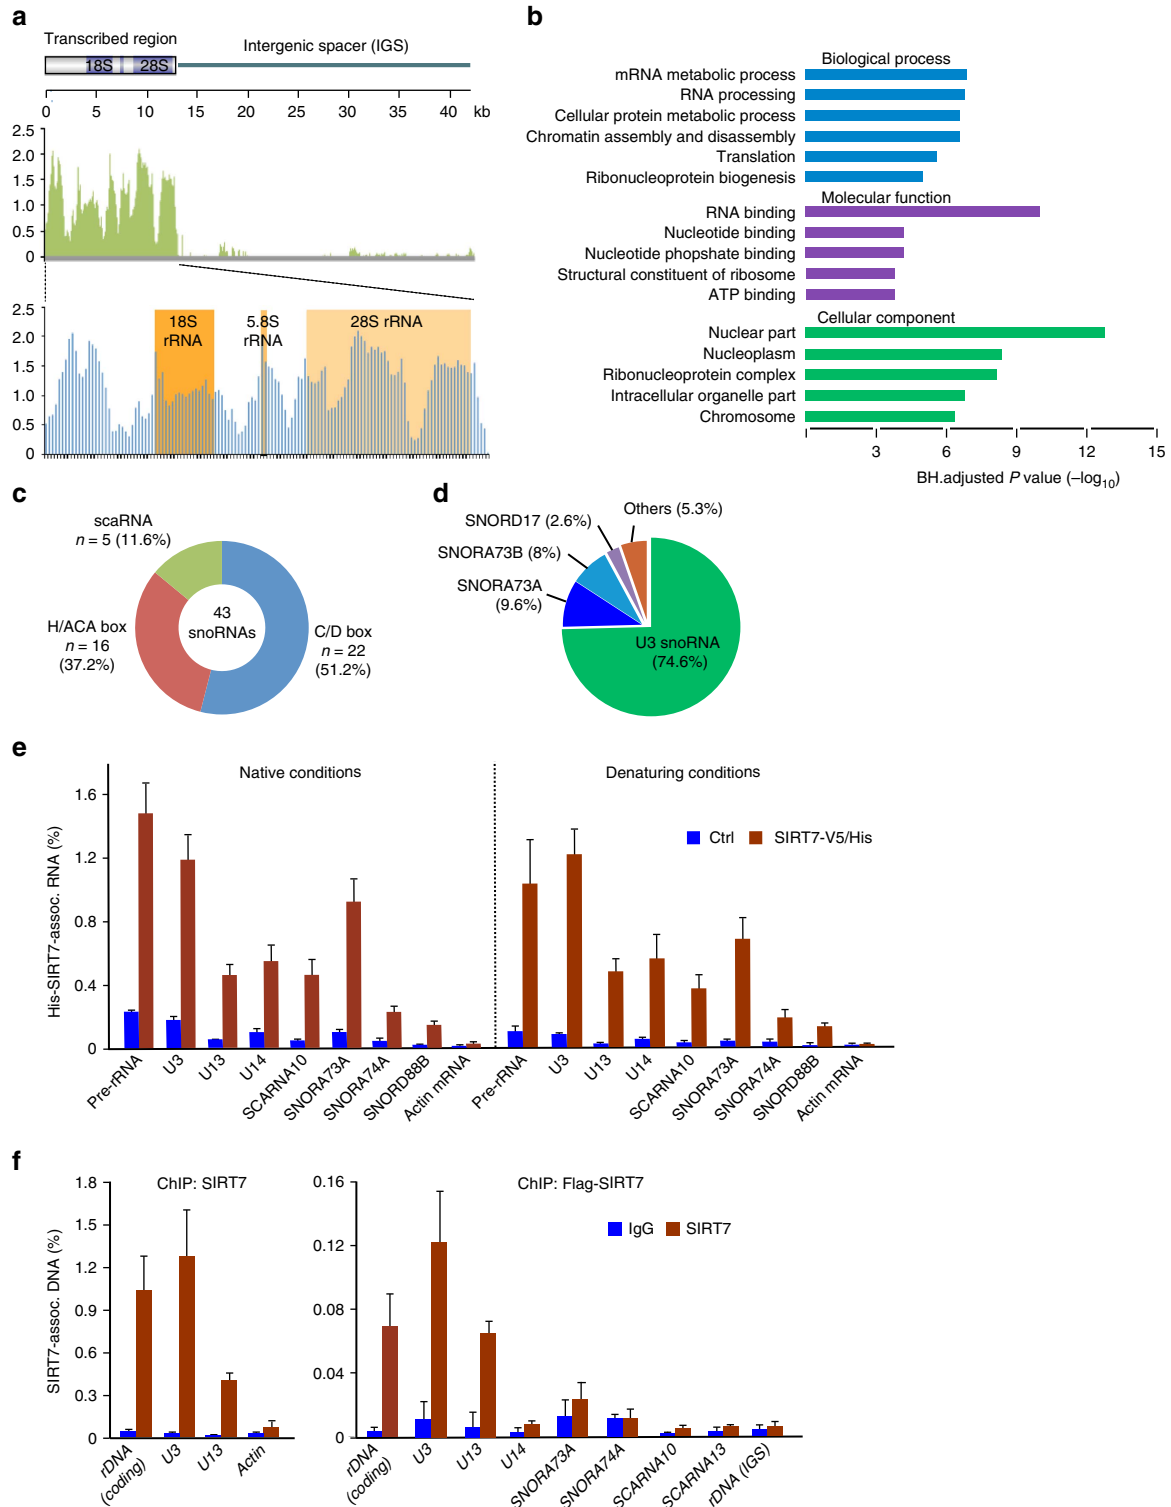 a
Transcribed region
Intergenic spacer (IGS)
18S
28S
0 5 10 15 20 25 30 35 40 kb
2.5
2.0
1.5
1.0
0.5
0
2.5
2.0
1.5
1.0
0.5
0
18S
rRNA
5.8S
rRNA
28S rRNA
b
Biological process
mRNA metabolic process
RNA processing
Cellular protein metabolic process
Chromatin assembly and disassembly
Translation
Ribonucleoprotein biogenesis
Molecular function
RNA binding
Nucleotide binding
Nucleotide phopshate binding
Structural constituent of ribosome
ATP binding
Cellular component
Nuclear part
Nucleoplasm
Ribonucleoprotein complex
Intracellular organelle part
Chromosome
3 6 9 12 15
BH.adjusted P value (–log10)
c
scaRNA
n = 5 (11.6%)
H/ACA box
n = 16
(37.2%)
43
snoRNAs
C/D box
n = 22
(51.2%)
d
SNORD17 (2.6%)
Others (5.3%)
SNORA73B (8%)
SNORA73A
(9.6%)
U3 snoRNA
(74.6%)
e
Native conditions
Denaturing conditions
Ctrl
SIRT7-V5/His
His-SIRT7-assoc. RNA (%)
1.6
1.2
0.8
0.4
0
Pre-rRNA
U3
U13
U14
SCARNA10
SNORA73A
SNORA74A
SNORD88B
Actin mRNA
Pre-rRNA
U3
U13
U14
SCARNA10
SNORA73A
SNORA74A
SNORD88B
Actin mRNA
f
ChIP: SIRT7
SIRT7-assoc. DNA (%)
1.8
1.5
1.2
0.9
0.6
0.3
0
rDNA
(coding)
U3
U13
Actin
ChIP: Flag-SIRT7
IgG
SIRT7
0.16
0.12
0.08
0.04
0
rDNA
(coding)
U3
U13
U14
SNORA73A
SNORA74A
SCARNA10
SCARNA13
rDNA (IGS)